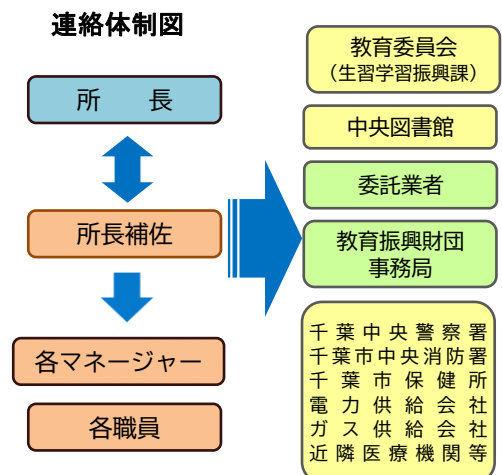 連絡体制図
所　長
所長補佐
各マネージャー
各職員
教育委員会
（生習学習振興課）
中央図書館
委託業者
教育振興財団
事務局
千葉中央警察署
千葉市中央消防署
千葉市保健所
電力供給会社
ガス供給会社
近隣医療機関等